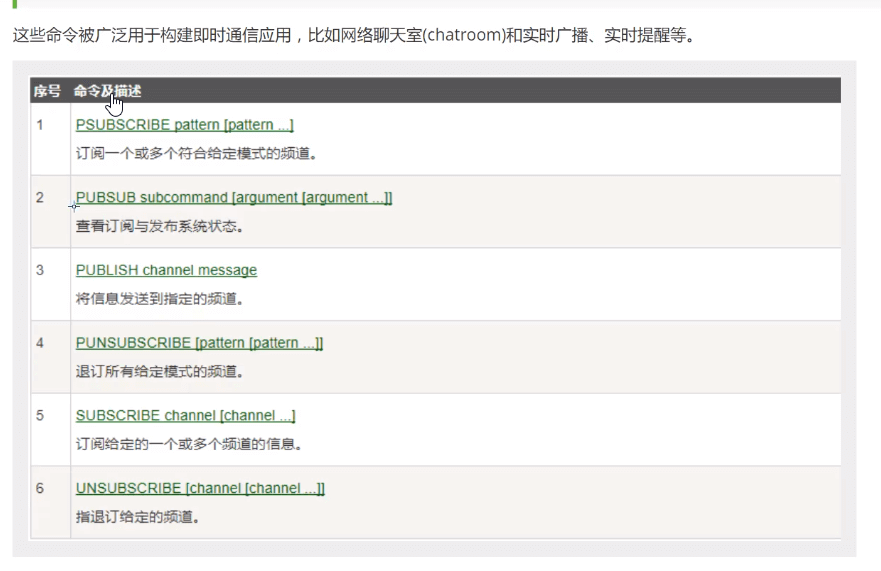 这些命令被广泛用于构建即时通信应用，比如网络聊天室(chatroom)和实时广播、实时提醒等。
序号 命令及描述
1 PSUBSCRIBE pattern [pattern ...]
订阅一个或多个符合给定模式的频道。
2 PUBSUB subcommand [argument [argument ...]]
查看订阅与发布系统状态。
3 PUBLISH channel message
将信息发送到指定的频道。
4 PUNSUBSCRIBE [pattern [pattern ...]]
退订所有给定模式的频道。
5 SUBSCRIBE channel [channel ...]
订阅给定的一个或多个频道的信息。
6 UNSUBSCRIBE [channel [channel ...]]
指退订给定的频道。